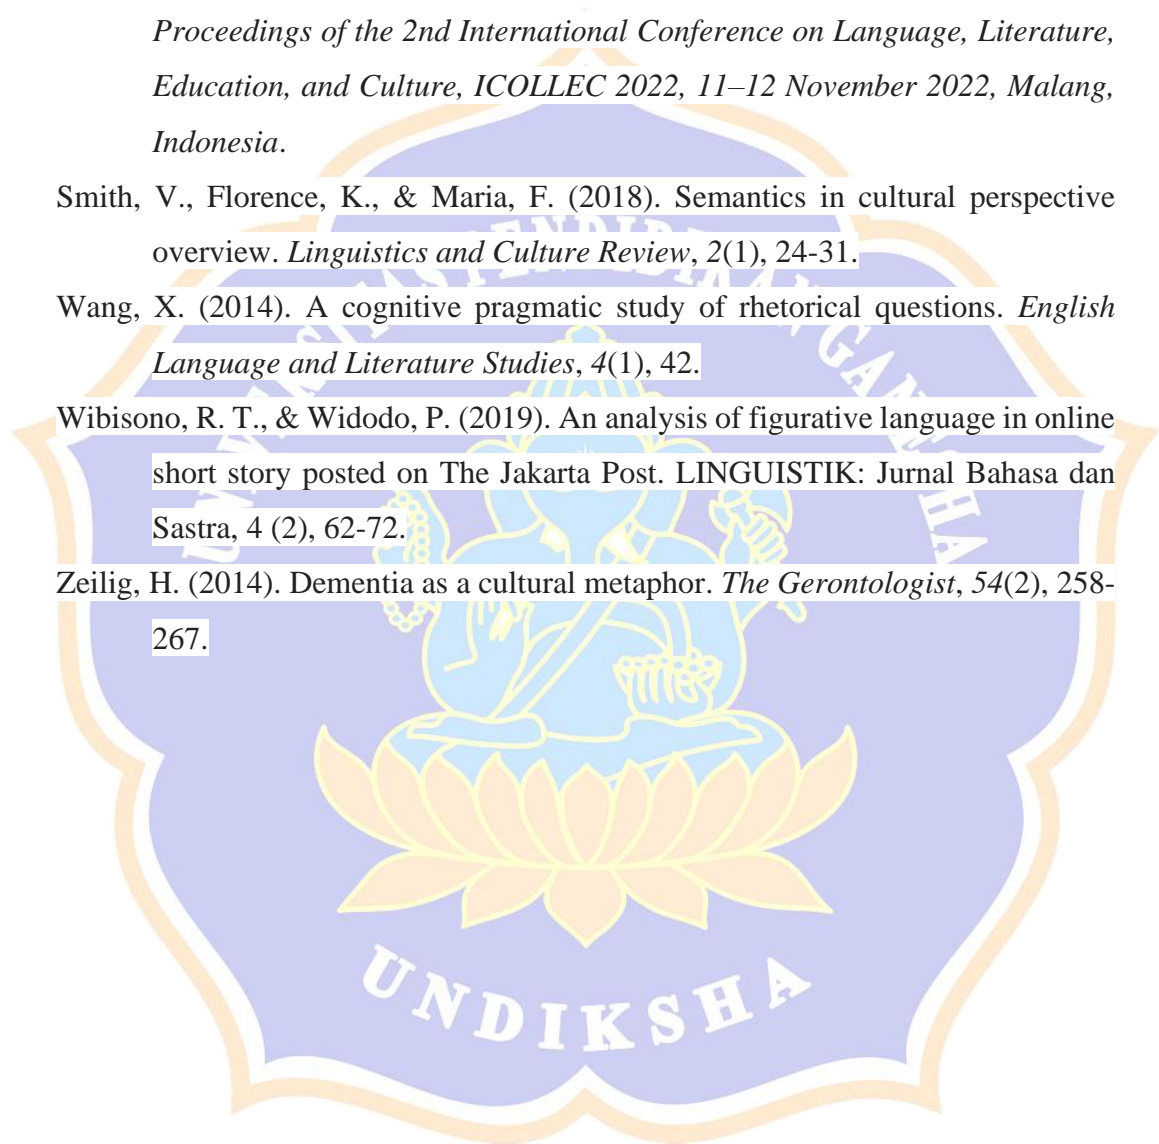 Proceedings of the 2nd International Conference on Language, Literature,
Education, and Culture, ICOLLEC 2022, 11–12 November 2022, Malang,
Indonesia.
Smith, V., Florence, K., & Maria, F. (2018). Semantics in cultural perspective
overview. Linguistics and Culture Review, 2(1), 24-31.
Wang, X. (2014). A cognitive pragmatic study of rhetorical questions. English
Language and Literature Studies, 4(1), 42.
Wibisono, R. T., & Widodo, P. (2019). An analysis of figurative language in online
short story posted on The Jakarta Post. LINGUISTIK: Jurnal Bahasa dan
Sastra, 4 (2), 62-72.
Zeilig, H. (2014). Dementia as a cultural metaphor. The Gerontologist, 54(2), 258-
267.
UNIVERSITAS PENDIDIKAN GANESHA
UNDIKSHA